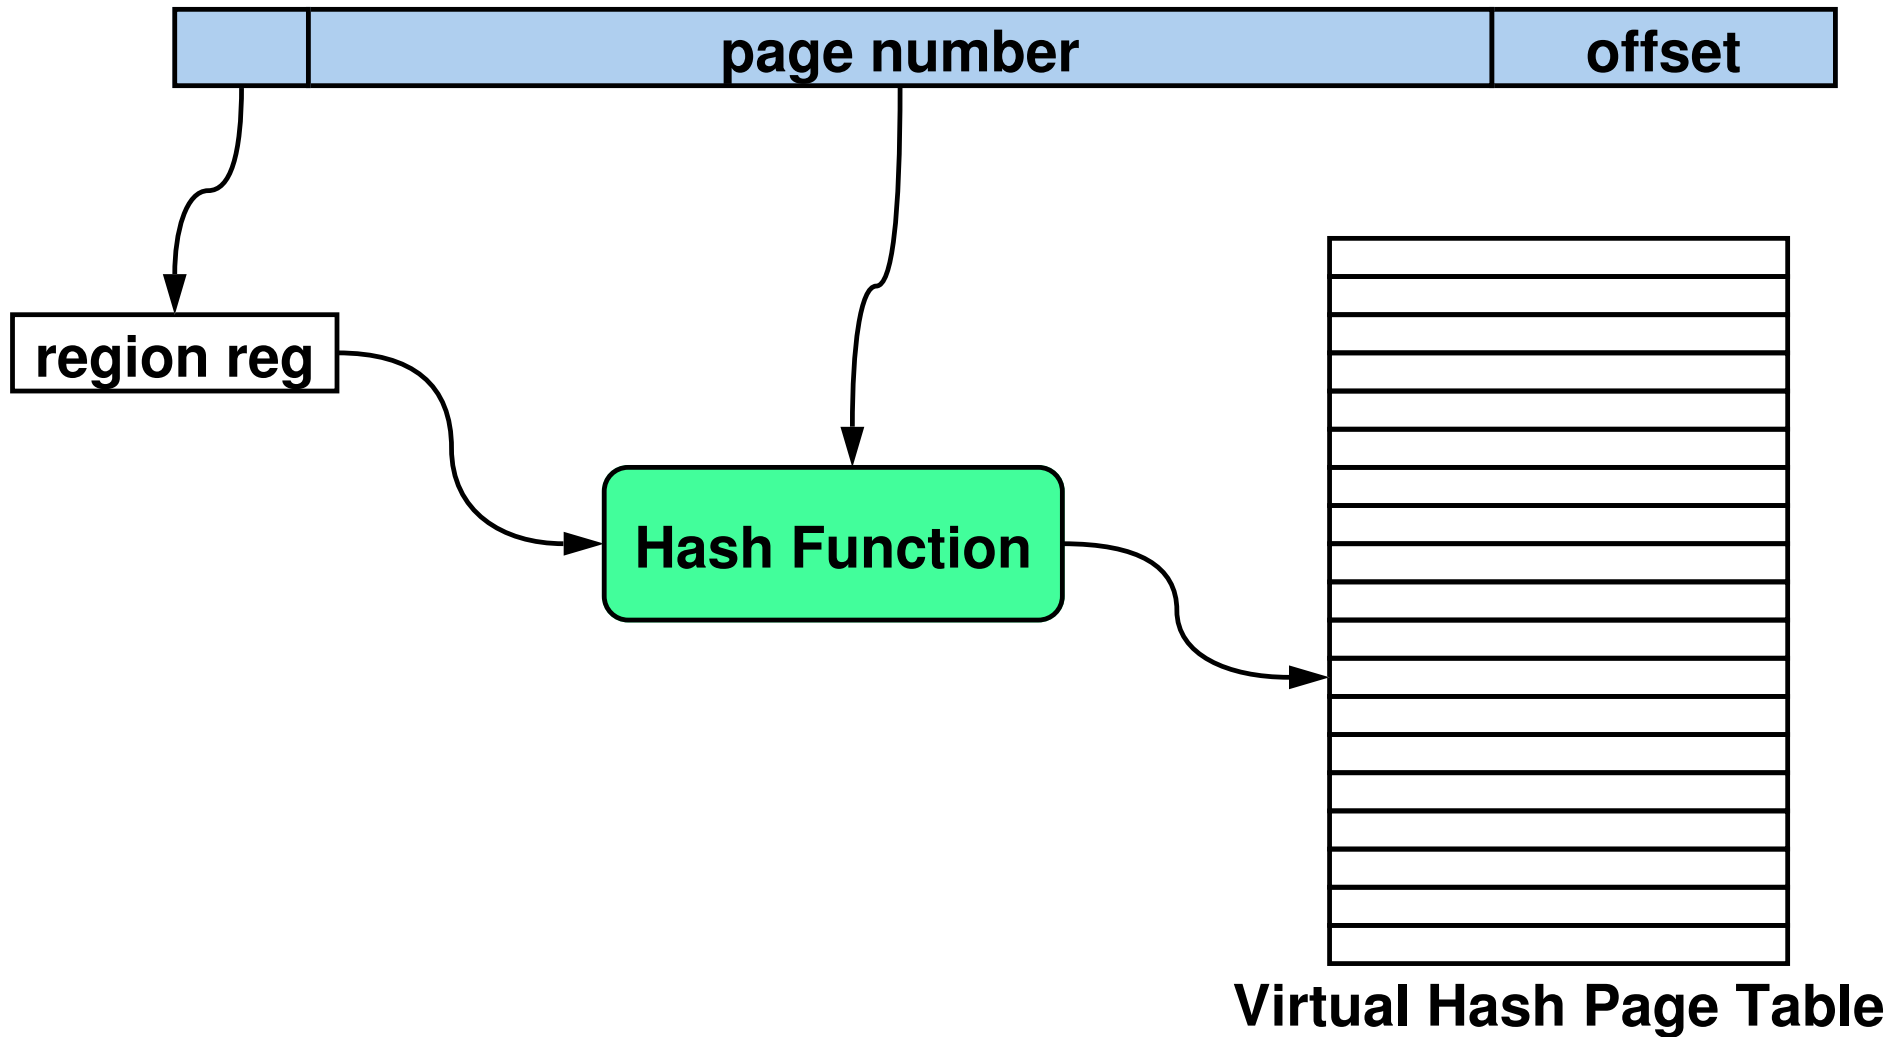 page number
offset
region reg
Hash Function
Virtual Hash Page Table